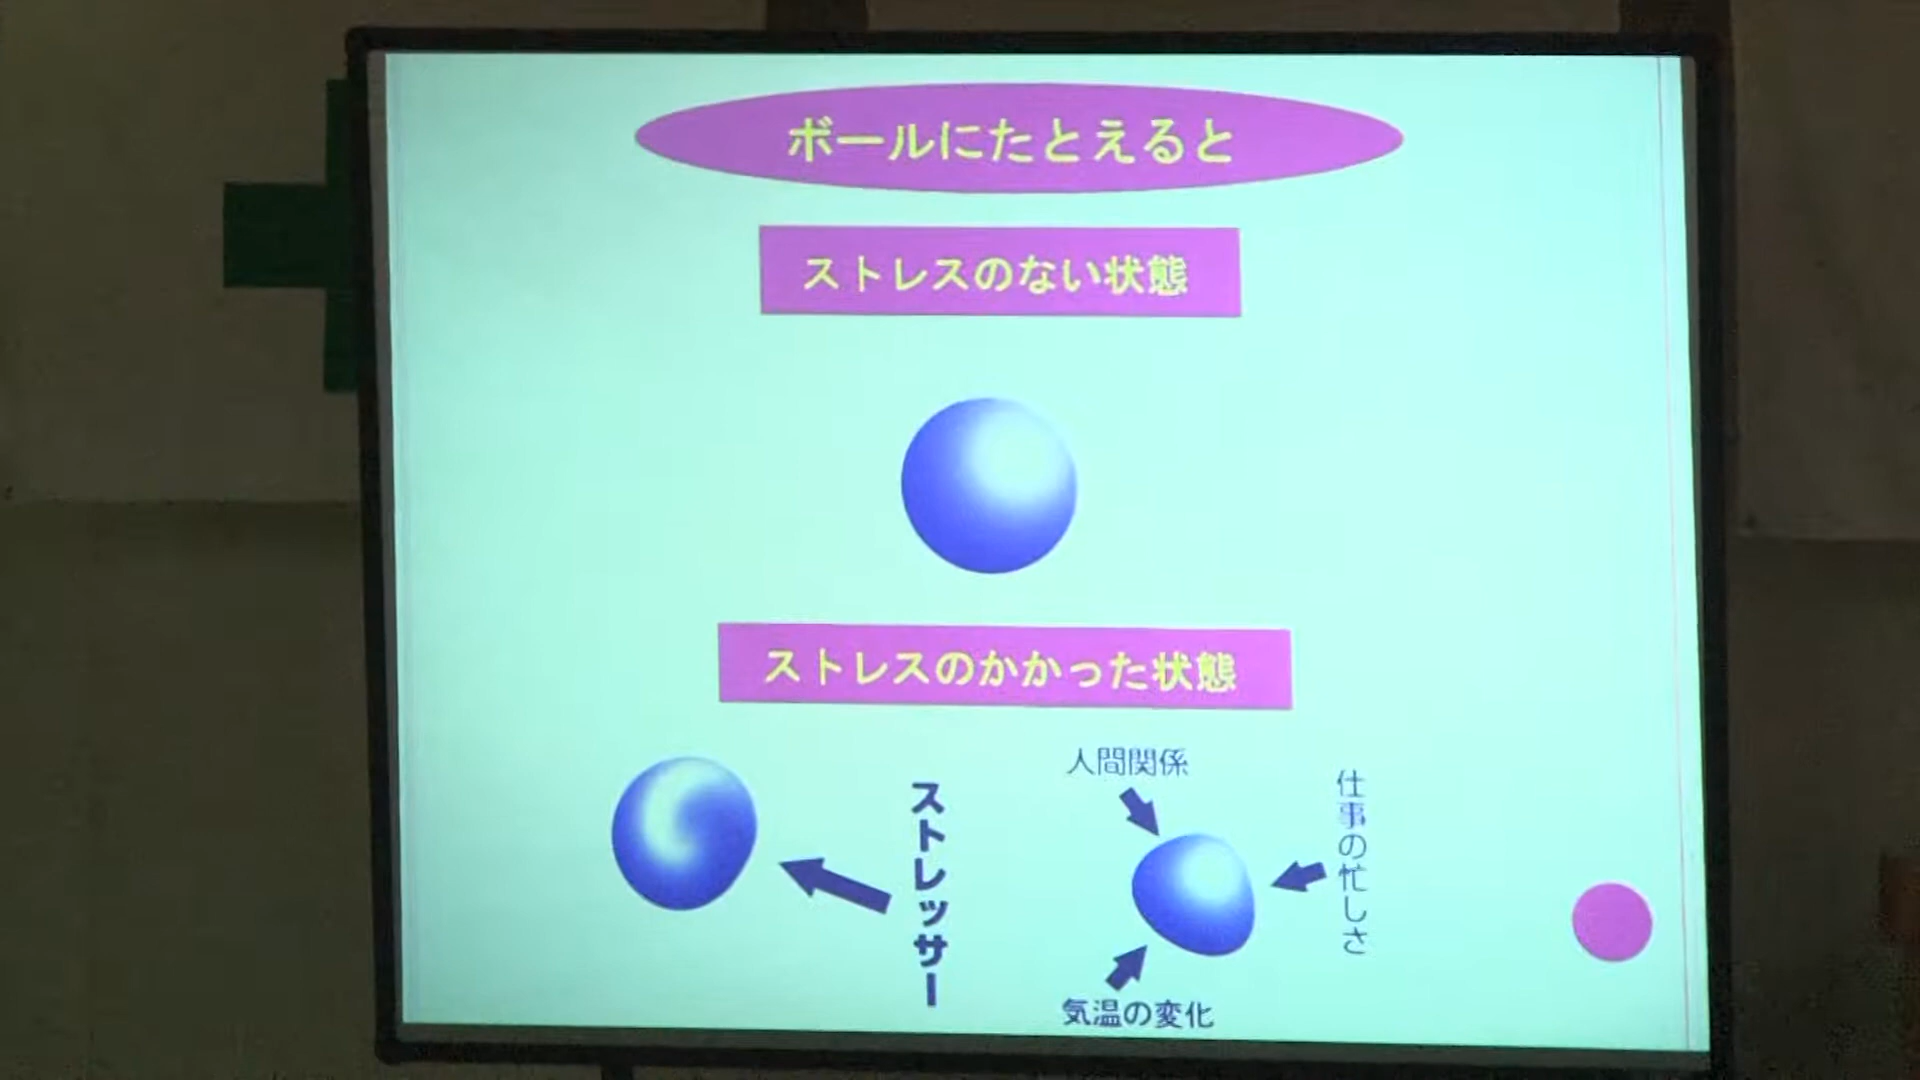 ボールにたとえると
ストレスのない状態
ストレスのかかった状態
ストレッサー
人間関係
仕事の忙しさ
気温の変化